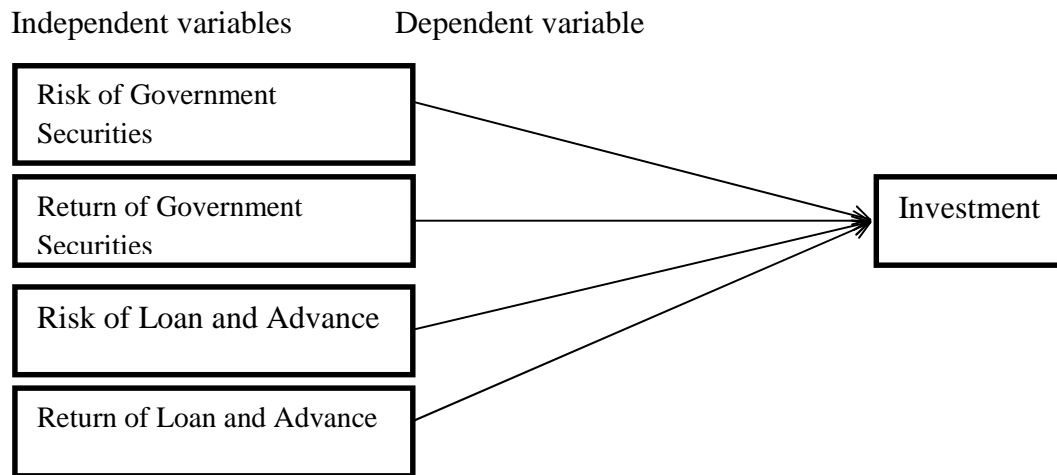 Independent variables Dependent variable
Risk of Government
Securities
Return of Government
Securities
Investment
Risk of Loan and Advance
Return of Loan and Advance